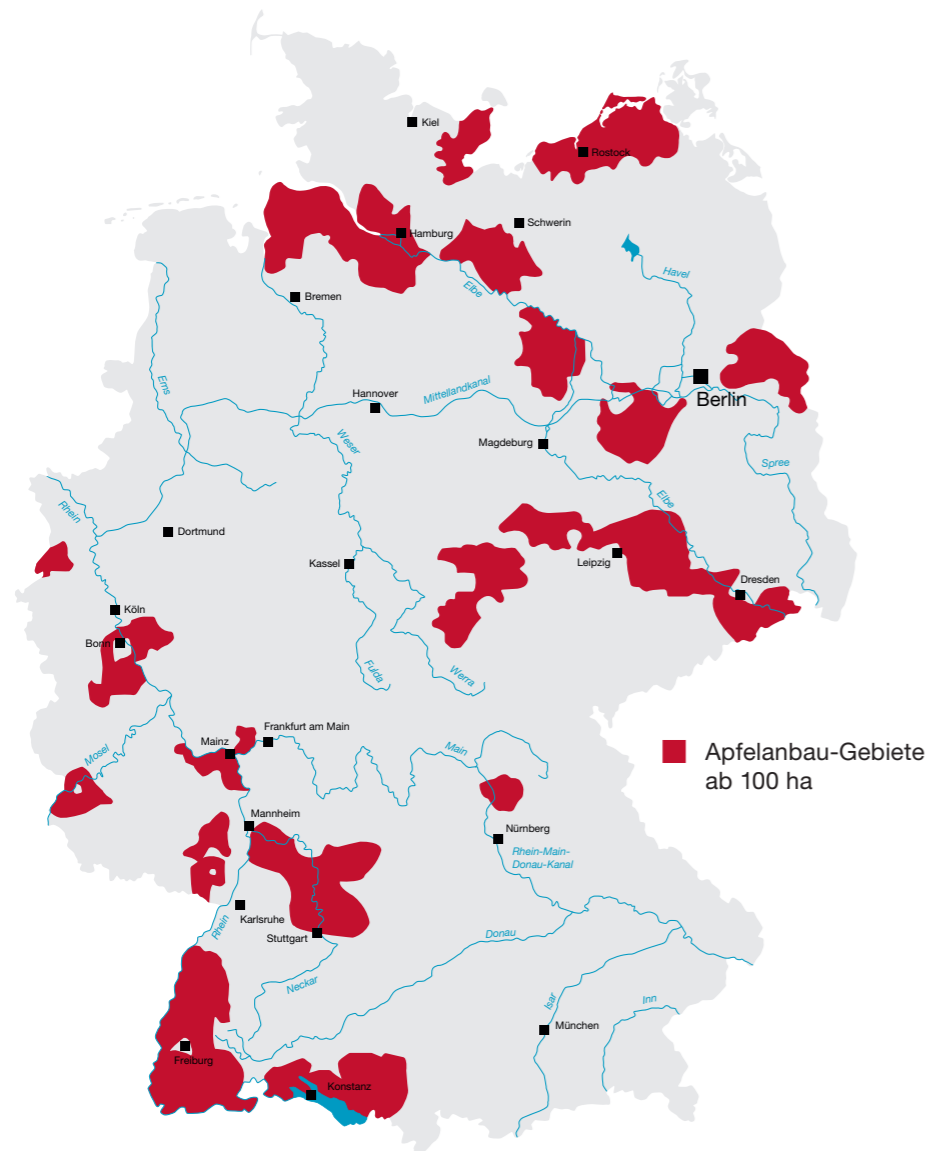 Kiel
Rostock
Schwerin
Hamburg
Havel
Elbe
Bremen
Ems
Berlin
Mittellandkanal
Hannover
Weser
Magdeburg
Spree
Rhein
Elbe
Dortmund
Leipzig
Kassel
Dresden
Köln
Bonn
Fulda
Werra
Frankfurt am Main
Mosel
Mainz
Main
Apfelanbau-Gebiete
ab 100 ha
Mannheim
Nürnberg
Rhein-Main-
Donau-Kanal
Karlsruhe
Rhein
Stuttgart
Donau
Neckar
Isar
Inn
München
Freiburg
Konstanz